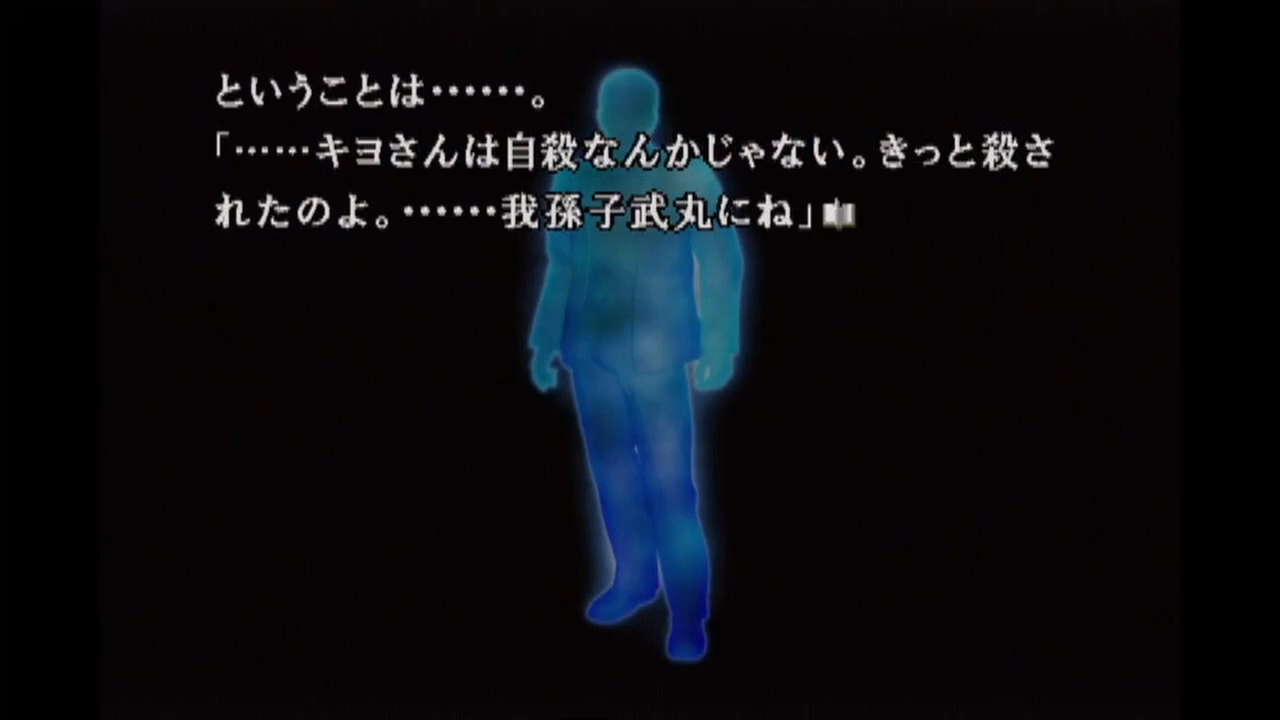 ということは……。
「……キヨさんは自殺なんかじゃない。きっと殺さ
れたのよ。……我孫子武丸にね」